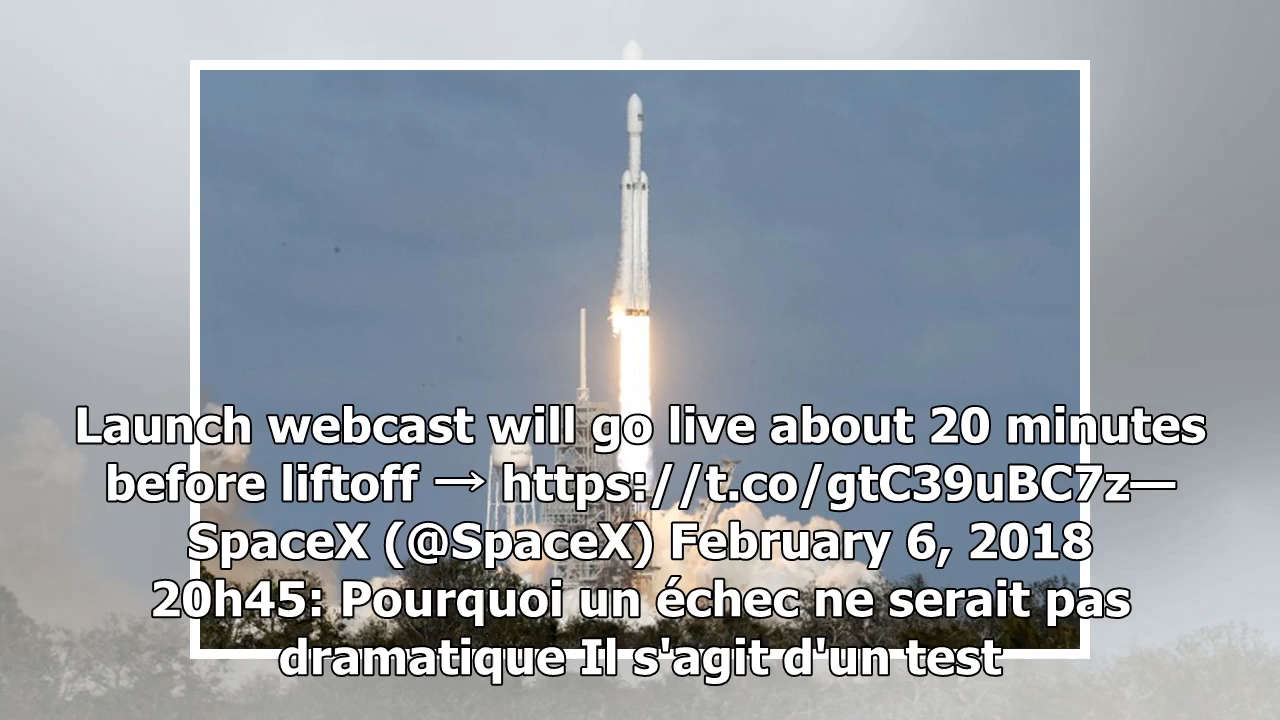 Launch webcast will go live about 20 minutes
before liftoff → https://t.co/gtC39uBC7z—
SpaceX (@SpaceX) February 6, 2018
20h45: Pourquoi un échec ne serait pas
dramatique Il s'agit d'un test